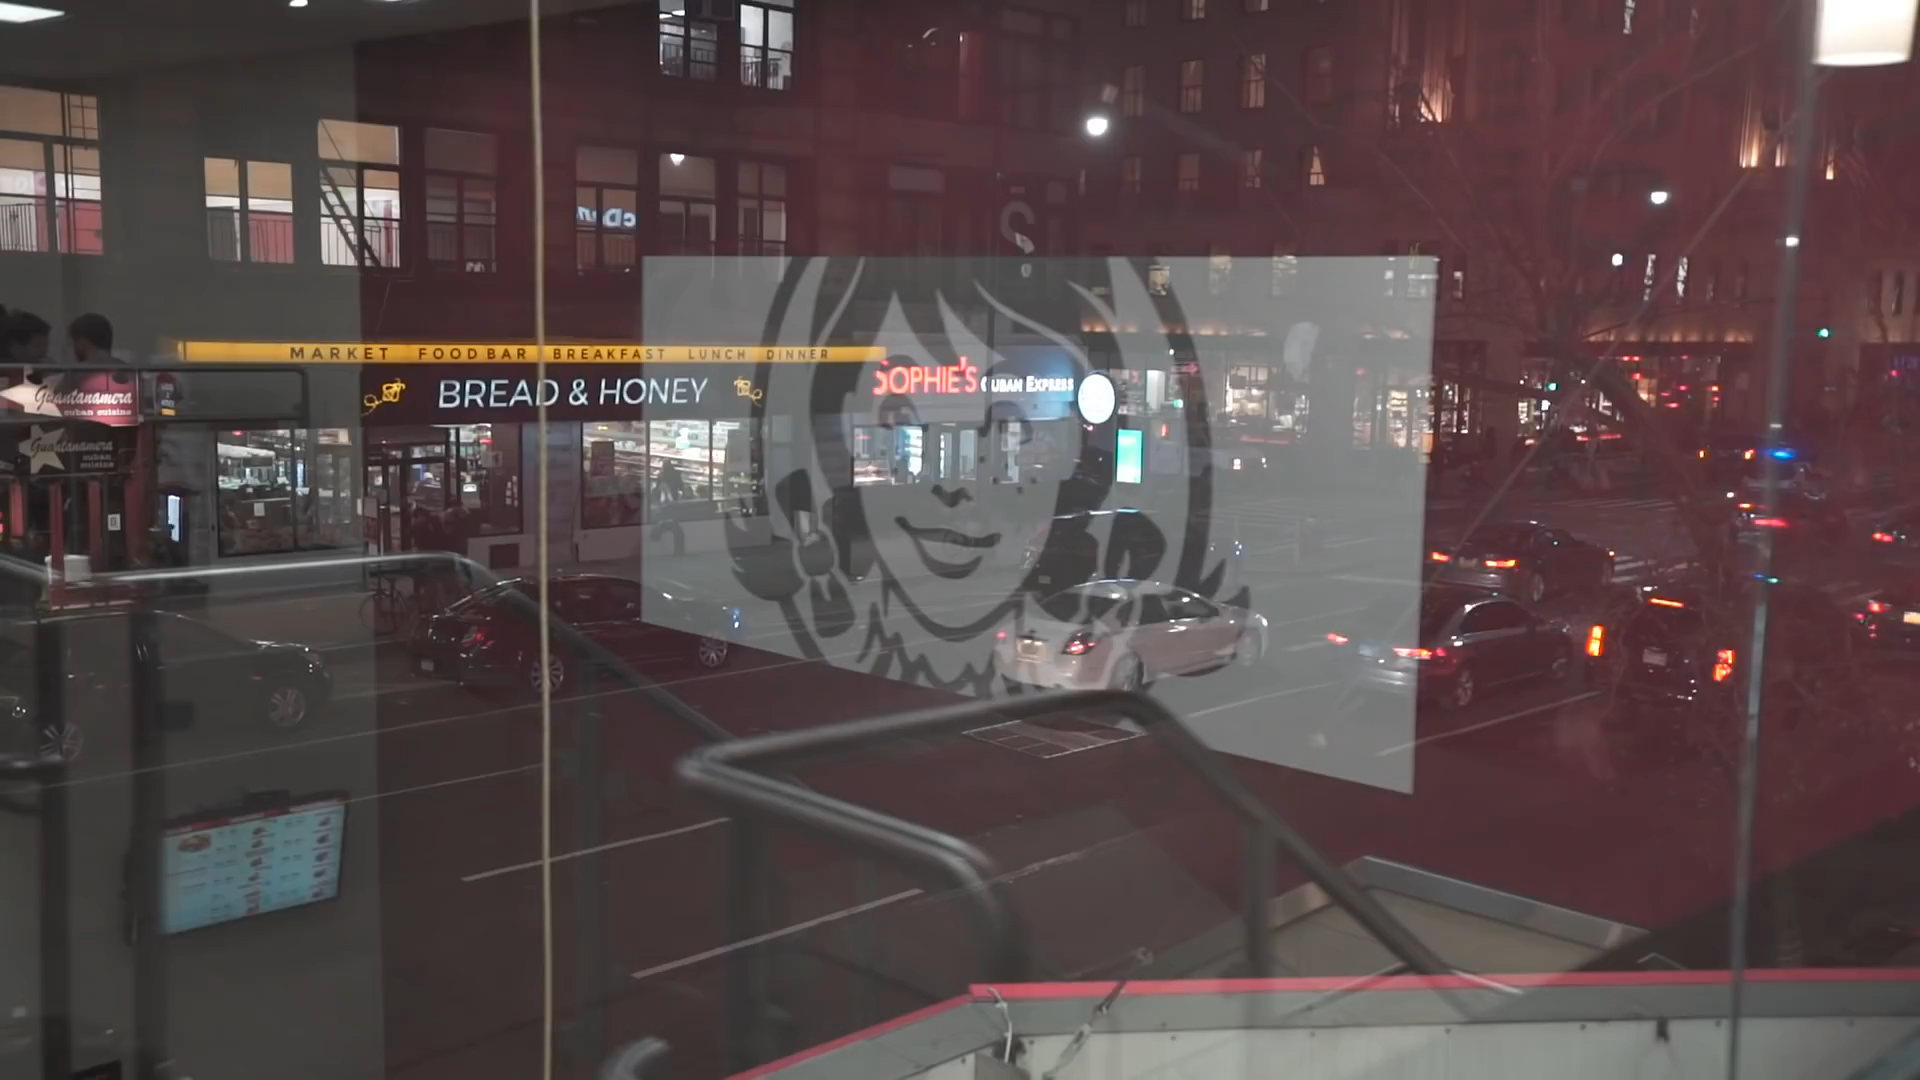 MARKET FOOD BAR BREAKFAST LUNCH DINNER
BREAD & HONEY
SOPHIE'S CUBAN EXPRESS
Guantanamera
cuban cuisine
Guantanamera
cuban
cuisine